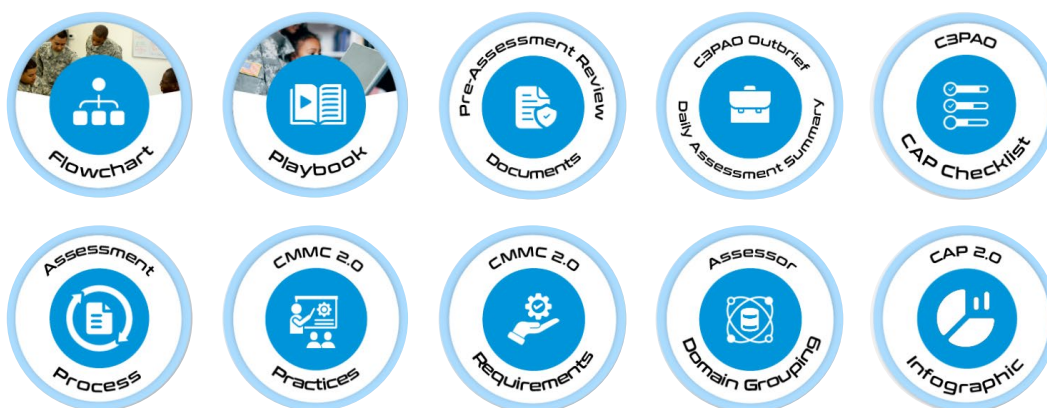 Flowchart
Playbook
Pre-Assessment Review
Documents
C3PAO Outbrief
Daily Assessment Summary
C3PAO
CAP Checklist
Assessment
Process
CMMC 2.0
Practices
CMMC 2.0
Requirements
Assessor
Domain Grouping
CAP 2.0
Infographic